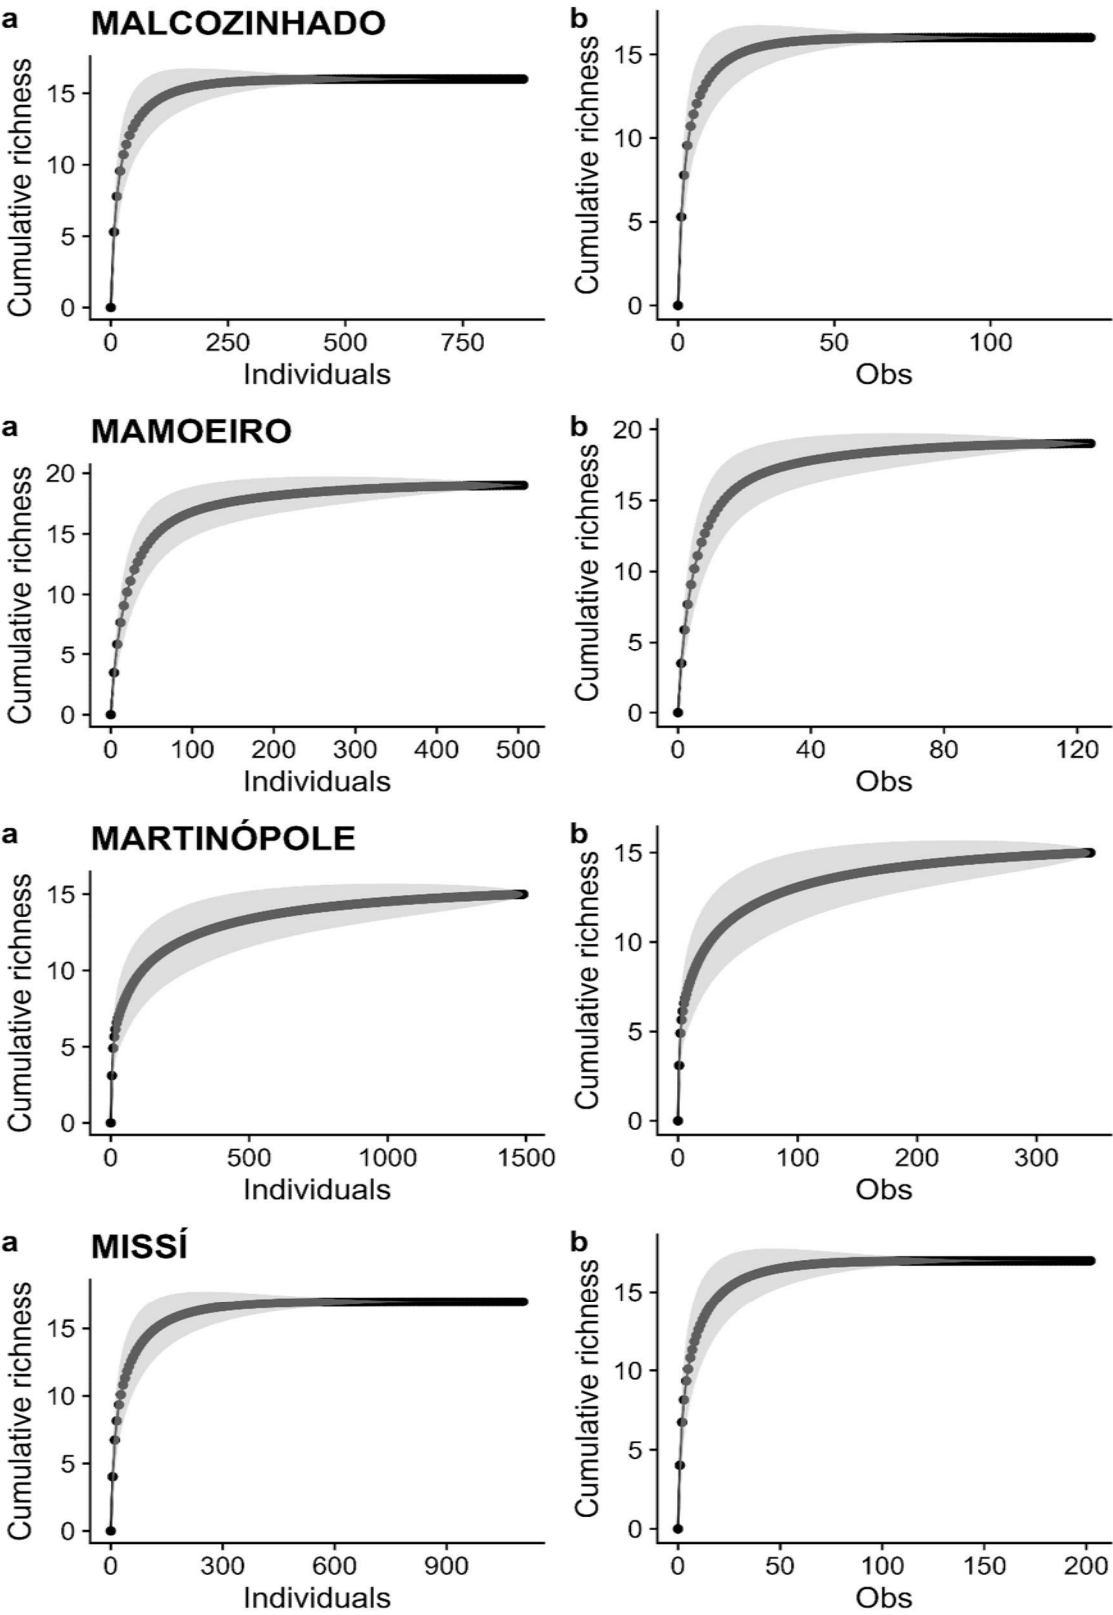 a MALCOZINHADO
Cumulative richness
15
10
5
0
0 250 500 750
Individuals
b
Cumulative richness
15
10
5
0
0 50 100
Obs
a MAMOEIRO
Cumulative richness
20
15
10
5
0
0 100 200 300 400 500
Individuals
b
Cumulative richness
20
15
10
5
0
0 40 80 120
Obs
a MARTINÓPOLE
Cumulative richness
15
10
5
0
0 500 1000 1500
Individuals
b
Cumulative richness
15
10
5
0
0 100 200 300
Obs
a MISSÍ
Cumulative richness
15
10
5
0
0 300 600 900
Individuals
b
Cumulative richness
15
10
5
0
0 50 100 150 200
Obs